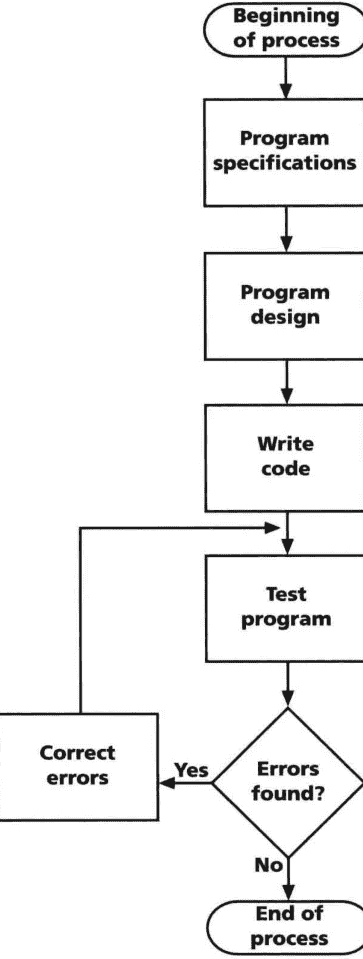 Beginning
of process
Program
specifications
Program
design
Write
code
Test
program
Errors
found?
Yes
Correct
errors
No
End of
process